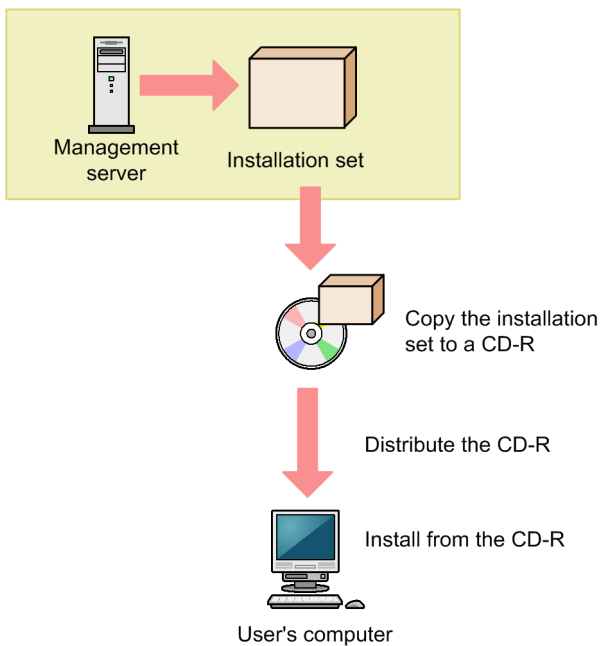 Management
server
Installation set
Copy the installation
set to a CD-R
Distribute the CD-R
Install from the CD-R
User's computer